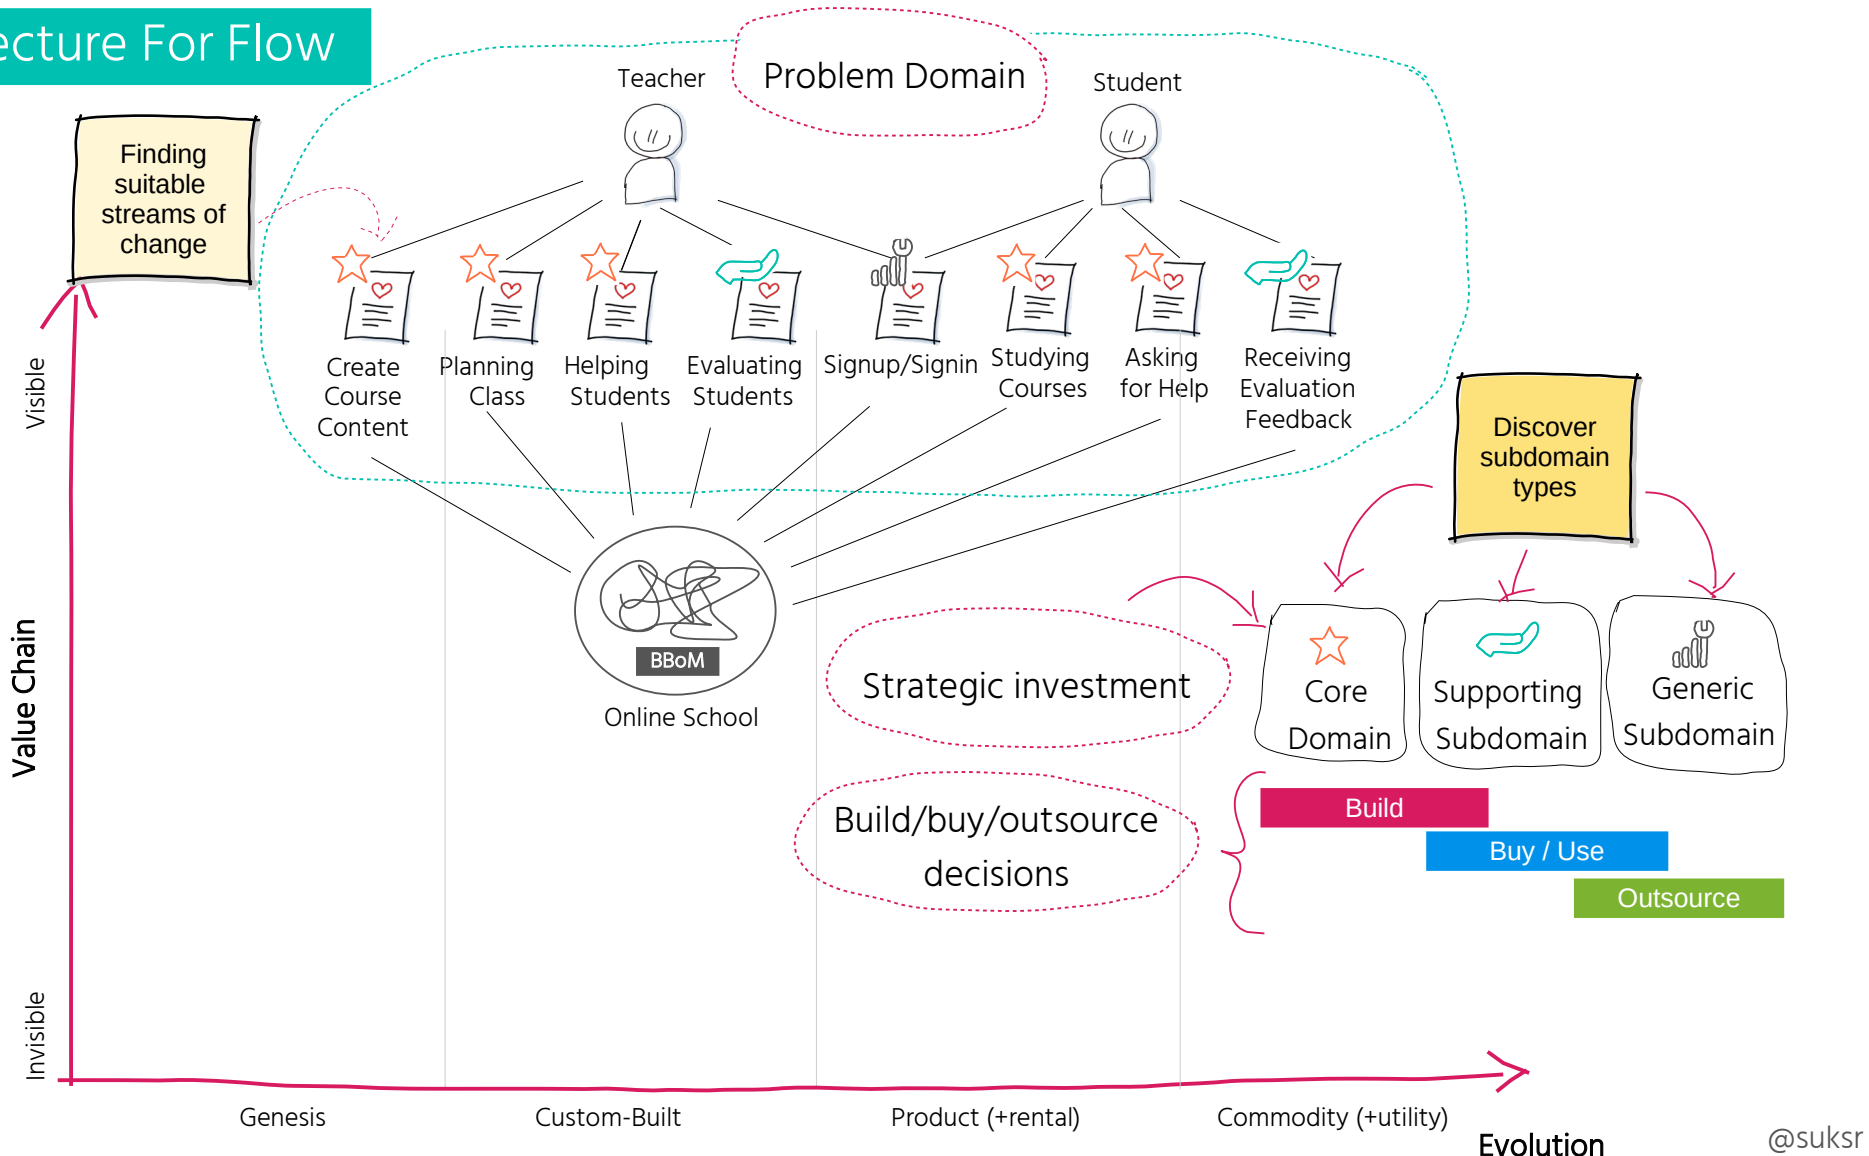 ecture For Flow
Problem Domain
Teacher
Student
Finding
suitable
streams of
change
Create
Course
Content
Planning
Class
Helping
Students
Evaluating
Students
Signup/Signin
Studying
Courses
Asking
for Help
Receiving
Evaluation
Feedback
Discover
subdomain
types
BBoM
Online School
Strategic investment
Core
Domain
Supporting
Subdomain
Generic
Subdomain
Build/buy/outsource
decisions
Build
Buy / Use
Outsource
Visible
Value Chain
Invisible
Genesis
Custom-Built
Product (+rental)
Commodity (+utility)
Evolution
@suksr